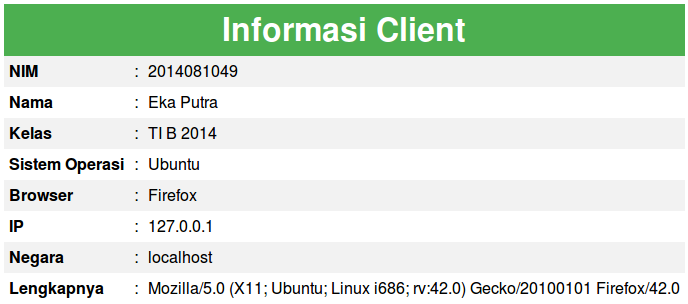 Informasi Client
NIM : 2014081049
Nama : Eka Putra
Kelas : TI B 2014
Sistem Operasi : Ubuntu
Browser : Firefox
IP : 127.0.0.1
Negara : localhost
Lengkapnya : Mozilla/5.0 (X11; Ubuntu; Linux i686; rv:42.0) Gecko/20100101 Firefox/42.0